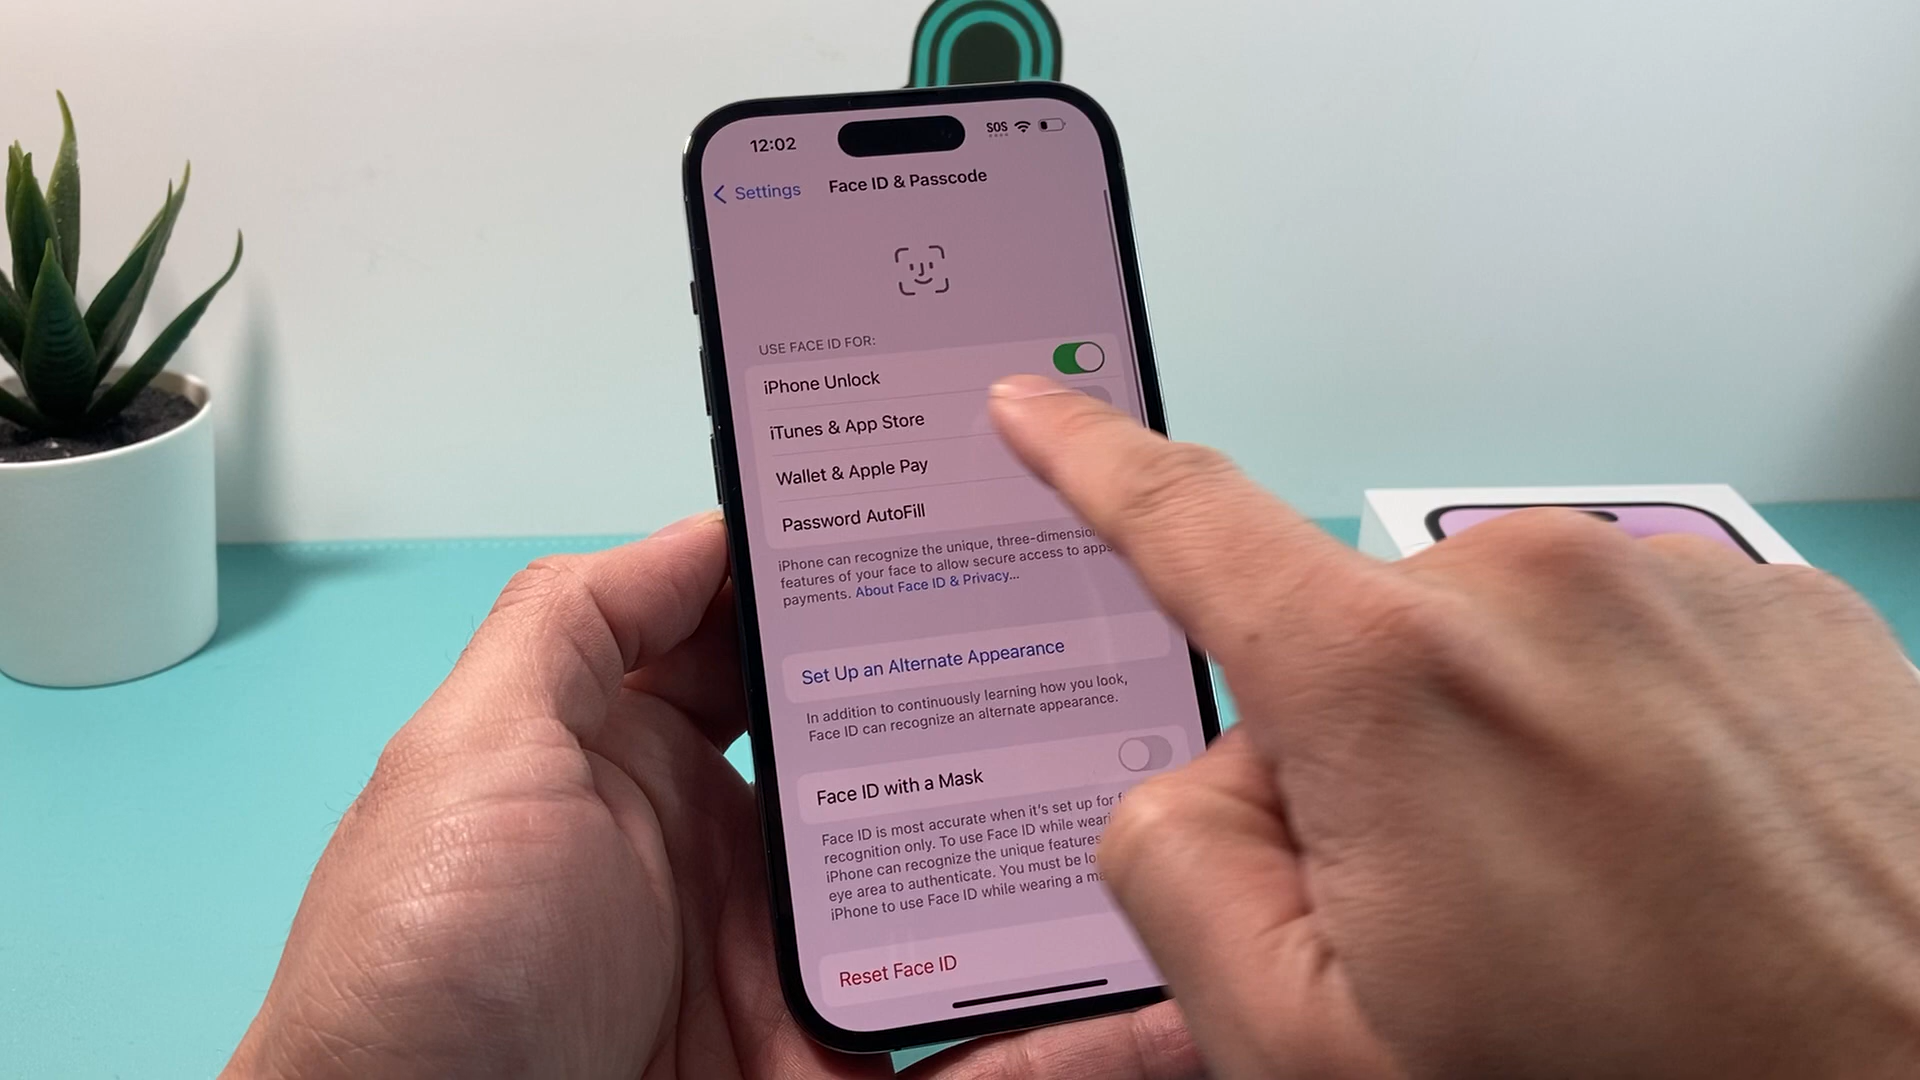 12:02
SOS
Settings
Face ID & Passcode
USE FACE ID FOR:
iPhone Unlock
iTunes & App Store
Wallet & Apple Pay
Password AutoFill
iPhone can recognize the unique, three-dimensio
features of your face to allow secure access to apps
payments. About Face ID & Privacy...
Set Up an Alternate Appearance
In addition to continuously learning how you look,
Face ID can recognize an alternate appearance.
Face ID with a Mask
Face ID is most accurate when it's set up for f
recognition only. To use Face ID while weari
iPhone can recognize the unique features
eye area to authenticate. You must be lo
iPhone to use Face ID while wearing a ma
Reset Face ID